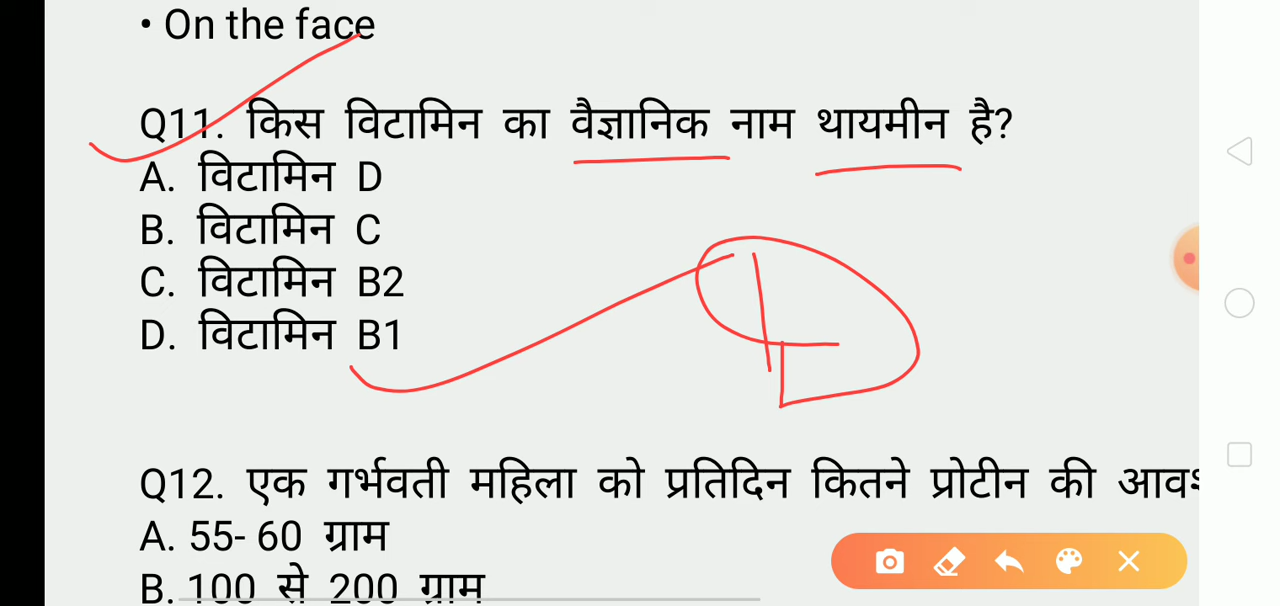 • On the face
Q11. किस विटामिन का वैज्ञानिक नाम थायमीन है?
A. विटामिन D
B. विटामिन C
C. विटामिन B2
D. विटामिन B1
D
Q12. एक गर्भवती महिला को प्रतिदिन कितने प्रोटीन की
A. 55- 60 ग्राम
B. 100 से 200 ग्राम